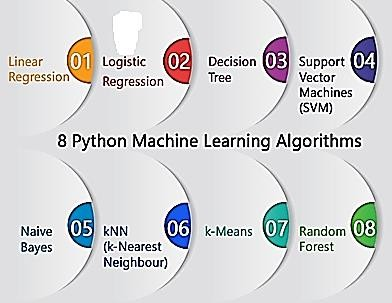 Linear
Regression
01
Logistic
Regression
02
Decision
Tree
03
Support
Vector
Machines
(SVM)
04
8 Python Machine Learning Algorithms
Naive
Bayes
05
kNN
(k-Nearest
Neighbour)
06
k-Means
07
Random
Forest
08